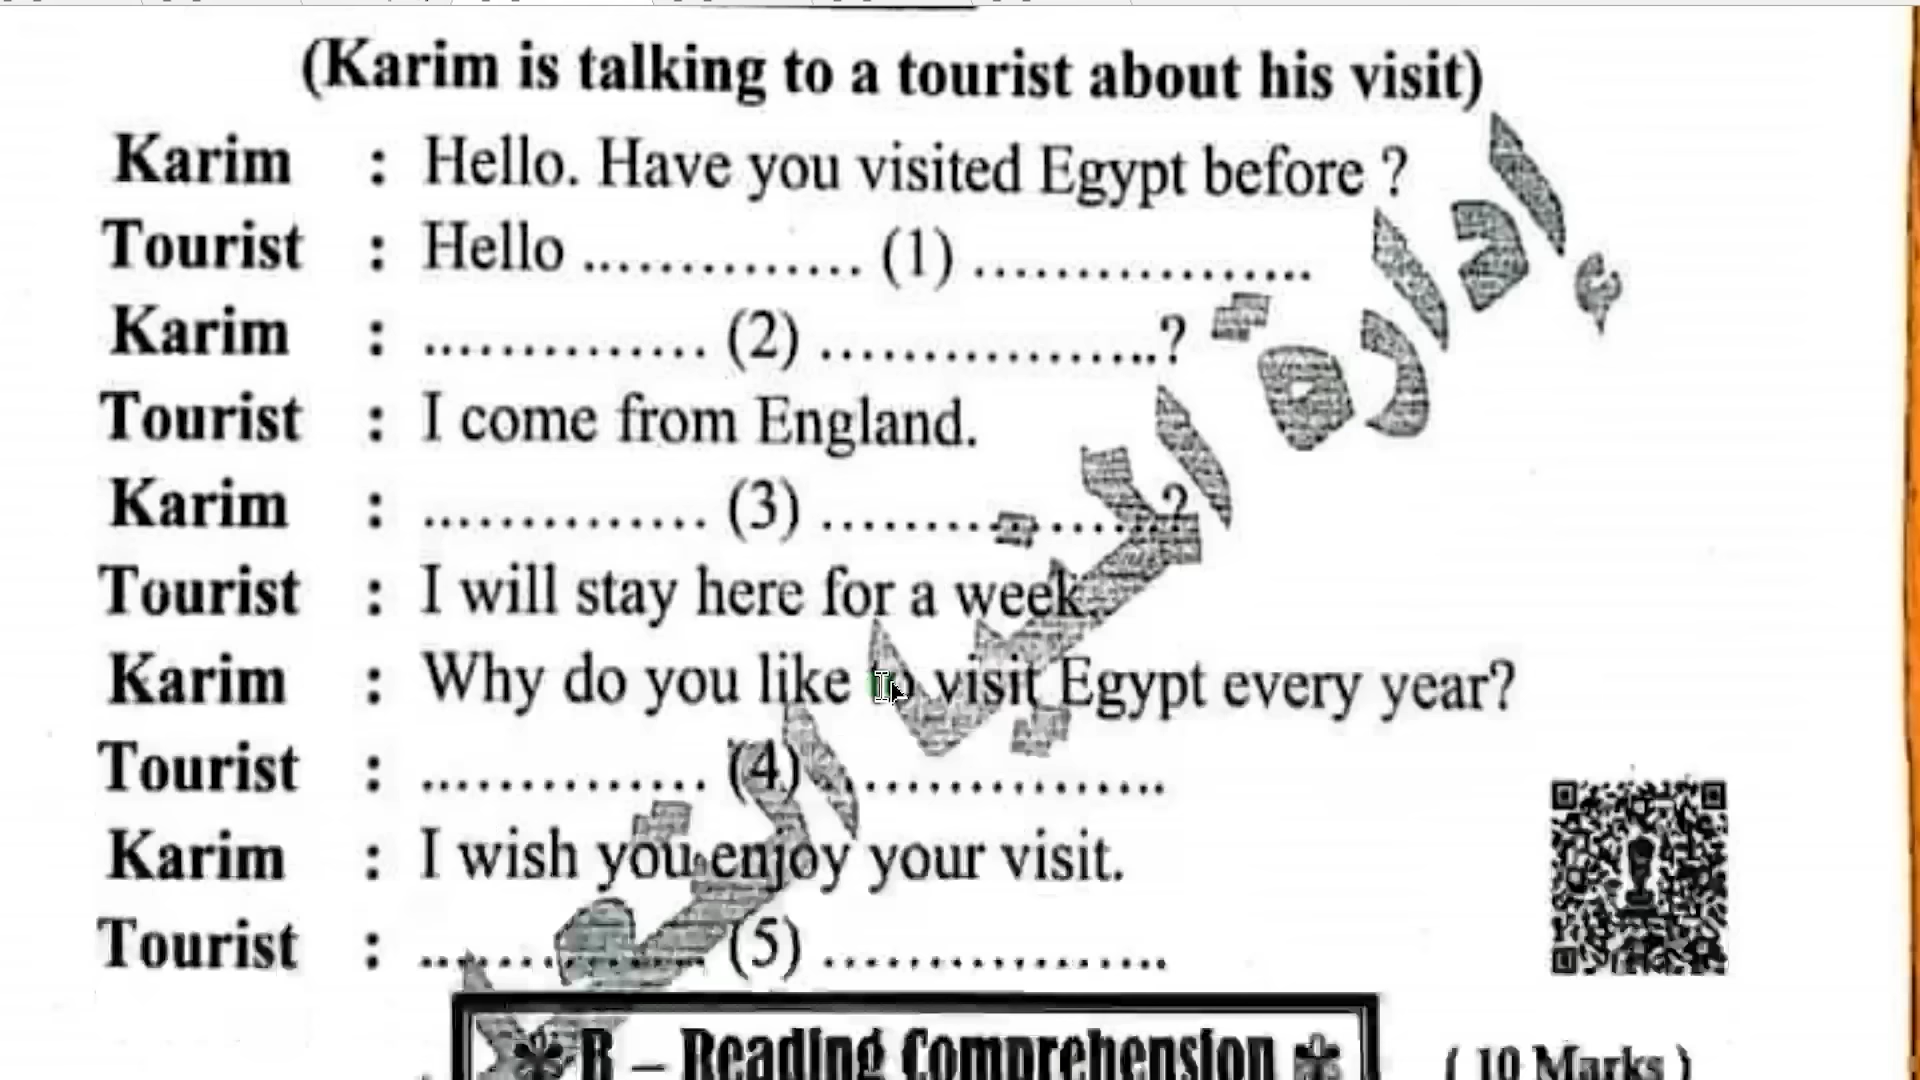 (Karim is talking to a tourist about his visit)
Karim : Hello. Have you visited Egypt before ?
Tourist : Hello ................ (1) ..................
Karim : ................ (2) ...................?
Tourist : I come from England.
Karim : ................ (3) ...................?
Tourist : I will stay here for a week.
Karim : Why do you like to visit Egypt every year?
Tourist : ................ (4) ..................
Karim : I wish you enjoy your visit.
Tourist : ................ (5) ..................
B – Reading Comprehension ( 10 Marks )